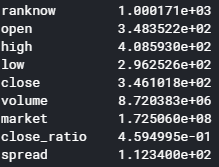 ranknow 1.000171e+03
open 3.483522e+02
high 4.085930e+02
low 2.962526e+02
close 3.461018e+02
volume 8.720383e+06
market 1.725060e+08
close_ratio 4.594995e-01
spread 1.123400e+02